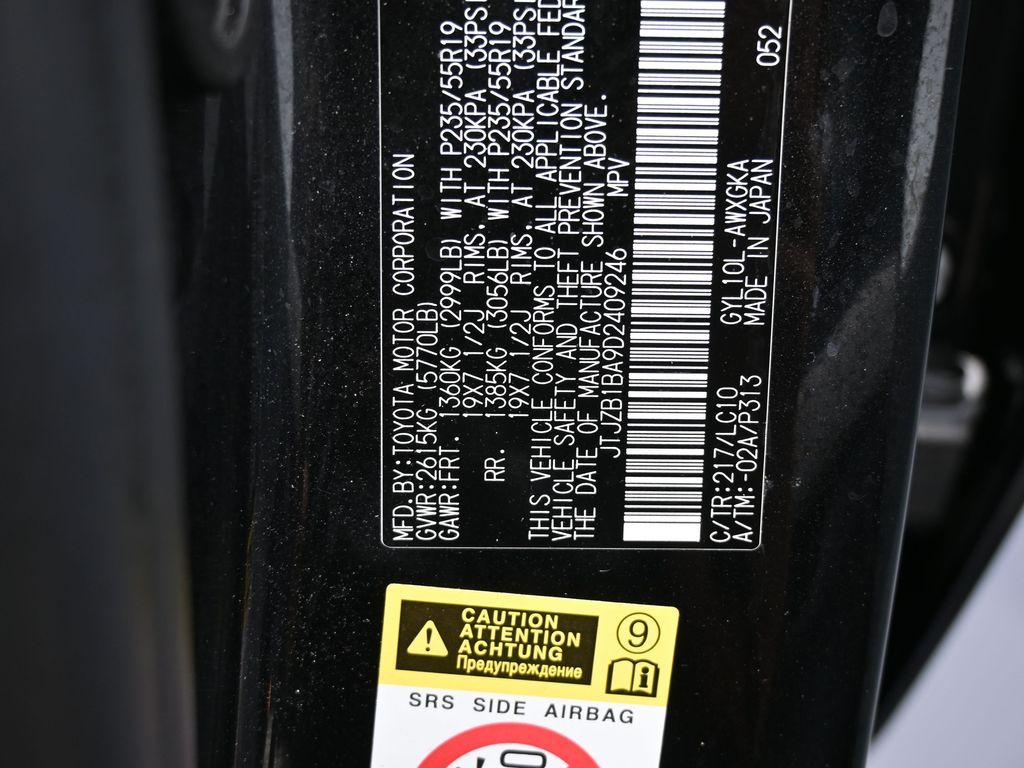 MFD.BY:TOYOTA MOTOR CORPORATION
GVWR:2615KG (5770LB)
GAWR:FRT. 1360KG (2999LB) WITH P235/55R19
19X7 1/2J RIMS.AT 230KPA (33PSI
RR. 1385KG (3056LB) WITH P235/55R19
19X7 1/2J RIMS.AT 230KPA (33PSI
THIS VEHICLE CONFORMS TO ALL APPLICABLE FED
VEHICLE SAFETY AND THEFT PREVENTION STANDAR
THE DATE OF MANUFACTURE SHOWN ABOVE.
JTJZB1BA9D2409246 MPV
C/TR:217/LC10 GYL10L-AWXGKA 052
A/TM:-02A/P313 MADE IN JAPAN
CAUTION
ATTENTION
ACHTUNG
Предупреждение
9
i
SRS SIDE AIRBAG